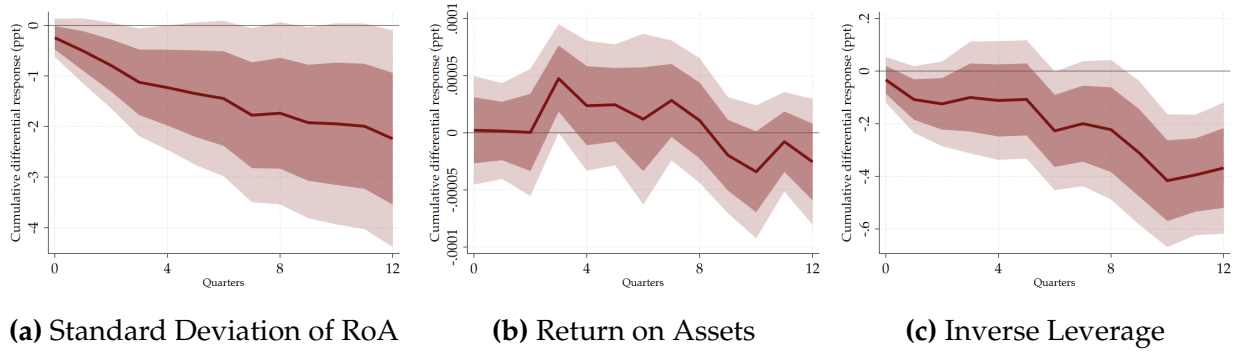 Cumulative differential response (ppt)
0
-1
-2
-3
-4
0 4 8 12
Quarters
(a) Standard Deviation of RoA
Cumulative differential response (ppt)
.0001
.00005
0
-.00005
-.0001
0 4 8 12
Quarters
(b) Return on Assets
Cumulative differential response (ppt)
.2
0
-.2
-.4
-.6
0 4 8 12
Quarters
(c) Inverse Leverage